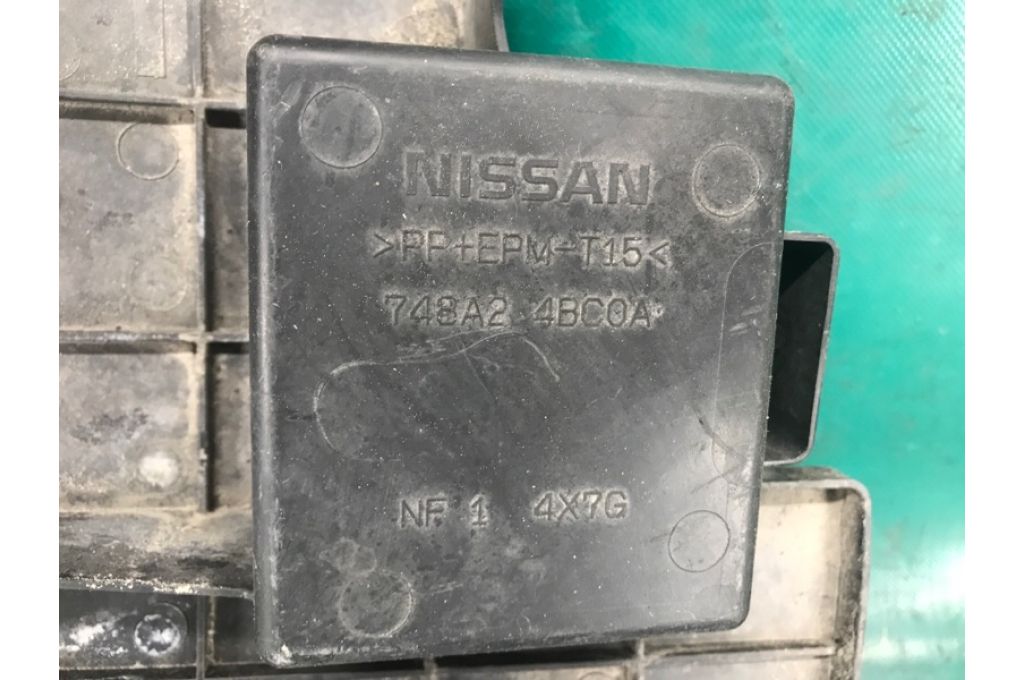 NISSAN
>PP+EPM-T15<
748A2 4BC0A
NF 1 4X7G